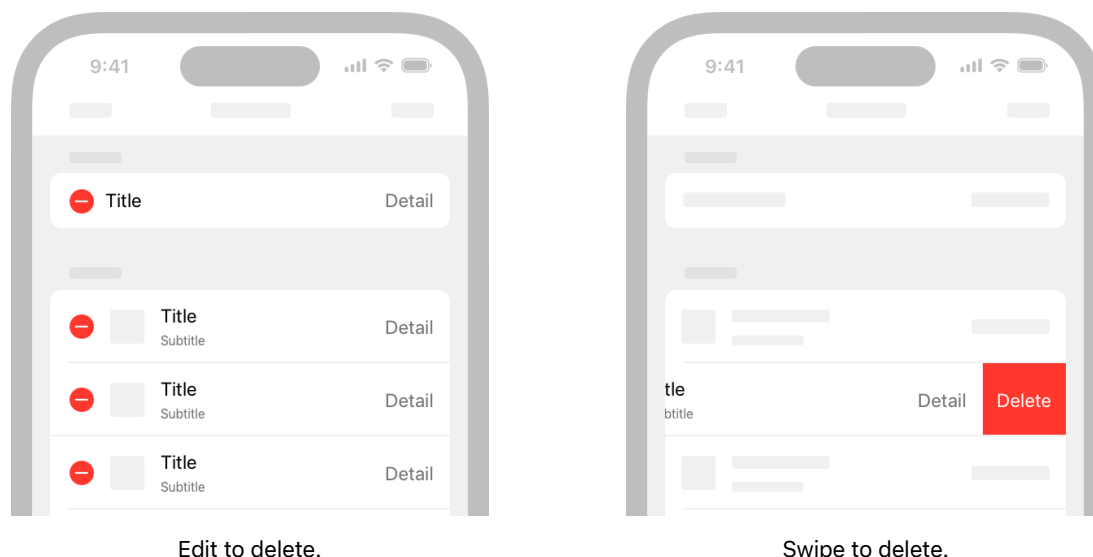 9:41
Title Detail
Title
Subtitle
Detail
Title
Subtitle
Detail
Title
Subtitle
Detail
Edit to delete.
9:41
tle
btitle
Detail Delete
Swipe to delete.